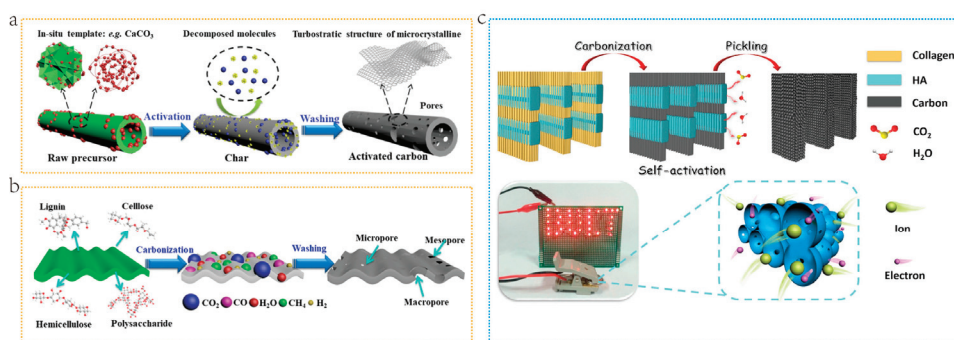 a
In-situ template: e.g. CaCO₃
Decomposed molecules
Turbostratic structure of microcrystalline
Pores
Activation
Washing
Raw precursor
Char
Activated carbon
b
Lignin
Celllose
Carbonization
Washing
Micropore
Mesopore
Macropore
Hemicellulose
Polysaccharide
CO₂
CO
H₂O
CH₄
H₂
c
Carbonization
Pickling
Self-activation
Collagen
HA
Carbon
CO₂
H₂O
Ion
Electron